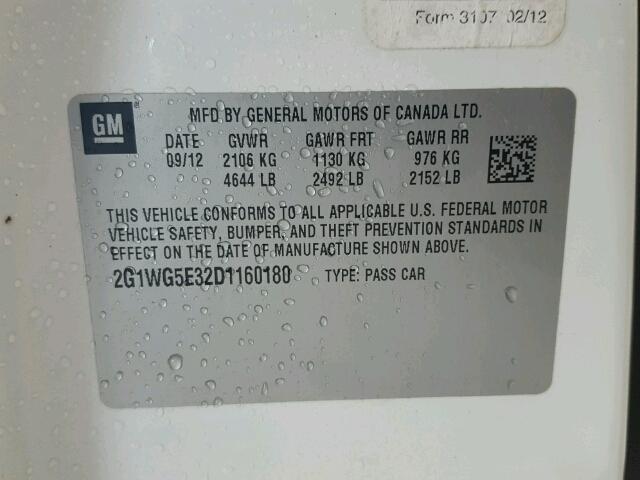 Form 3107 02/12
GM
MFD BY GENERAL MOTORS OF CANADA LTD.
DATE GVWR GAWR FRT GAWR RR
09/12 2106 KG 1130 KG 976 KG
4644 LB 2492 LB 2152 LB
THIS VEHICLE CONFORMS TO ALL APPLICABLE U.S. FEDERAL MOTOR
VEHICLE SAFETY, BUMPER, AND THEFT PREVENTION STANDARDS IN
EFFECT ON THE DATE OF MANUFACTURE SHOWN ABOVE.
2G1WG5E32D1160180 TYPE: PASS CAR